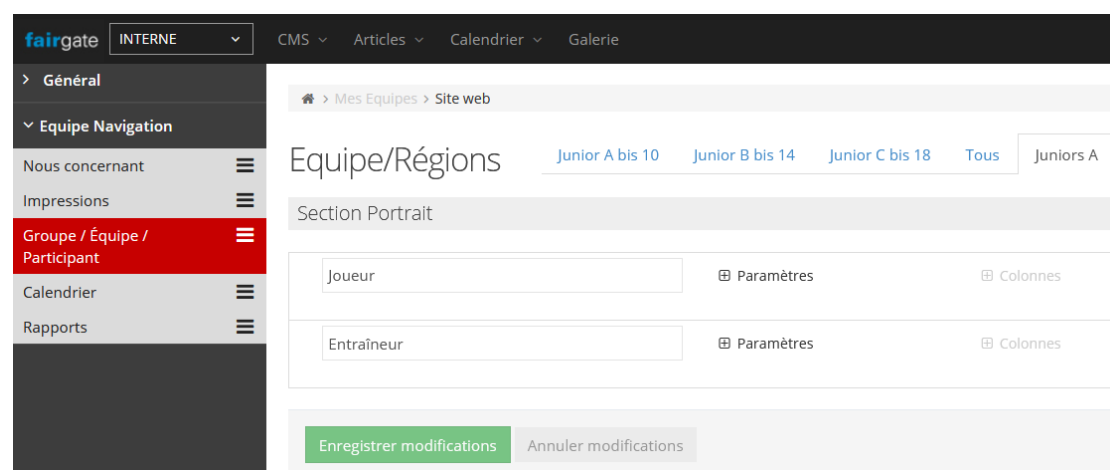 fairgate INTERNE CMS Articles Calendrier Galerie
> Général
Mes Equipes > Site web
Equipe Navigation
Equipe/Régions Junior A bis 10 Junior B bis 14 Junior C bis 18 Tous Juniors A
Nous concernant
Impressions
Section Portrait
Groupe / Équipe /
Participant
Joueur Paramètres Colonnes
Calendrier
Rapports
Entraîneur Paramètres Colonnes
Enregistrer modifications Annuler modifications